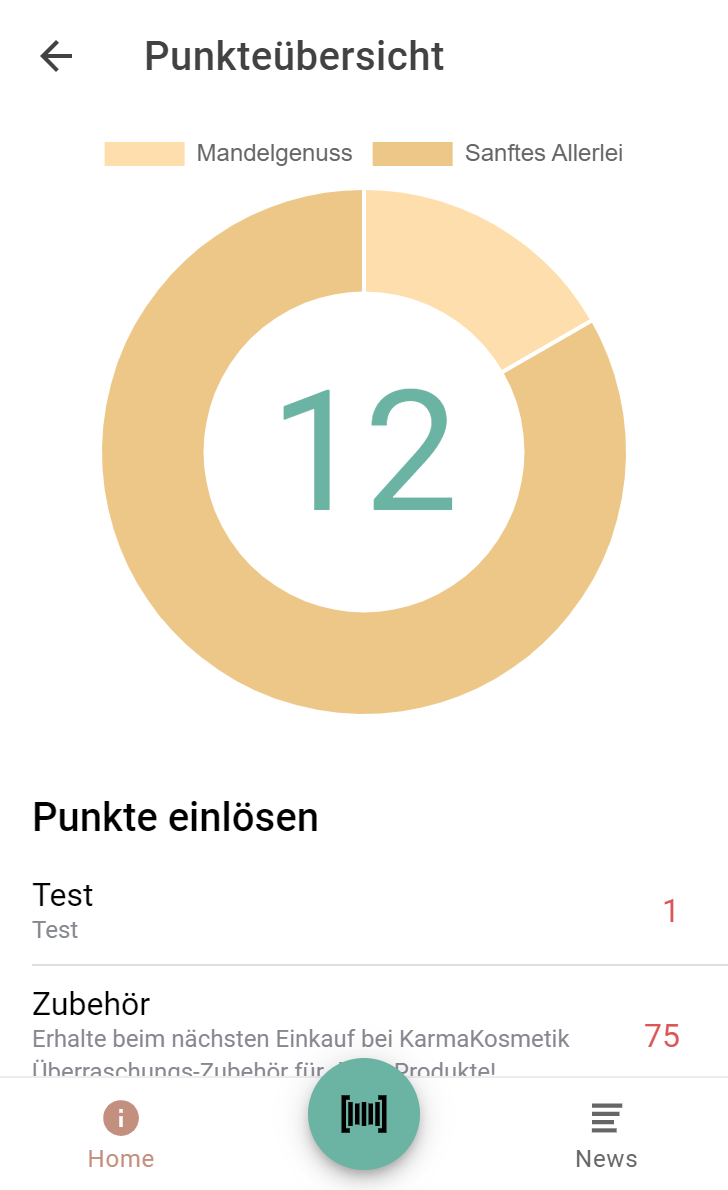 Punkteübersicht
Mandelgenuss
Sanftes Allerlei
12
Punkte einlösen
Test
Test
1
Zubehör
Erhalte beim nächsten Einkauf bei KarmaKosmetik
75
Überraschungs-Zubehör für Produkte!
Home
News